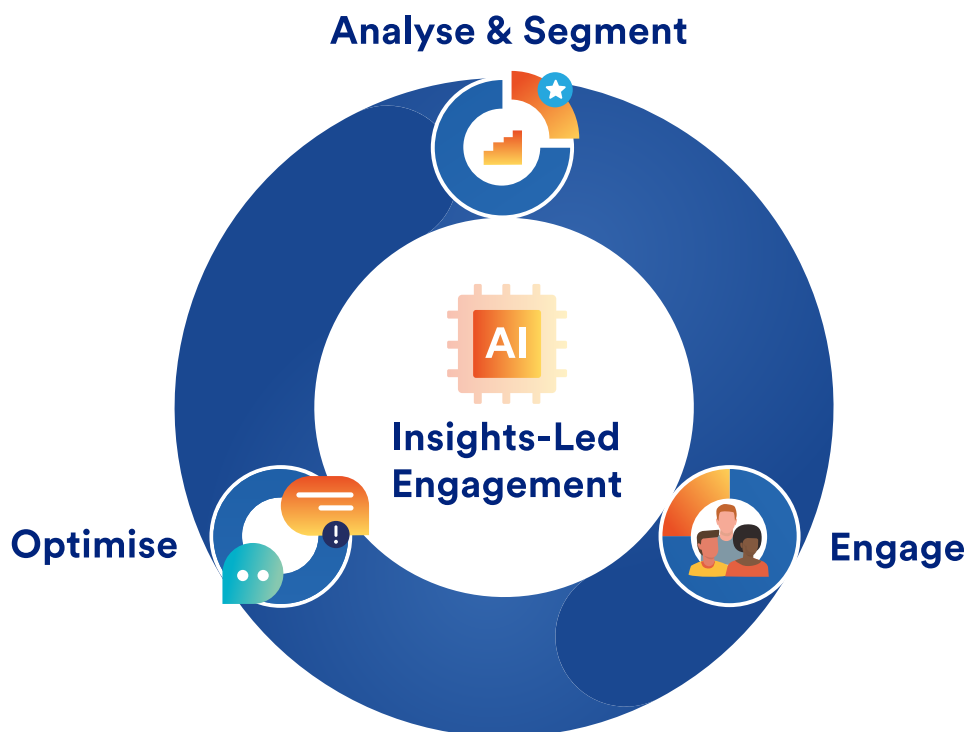 Analyse & Segment
AI
Insights-Led
Engagement
Optimise
!
Engage